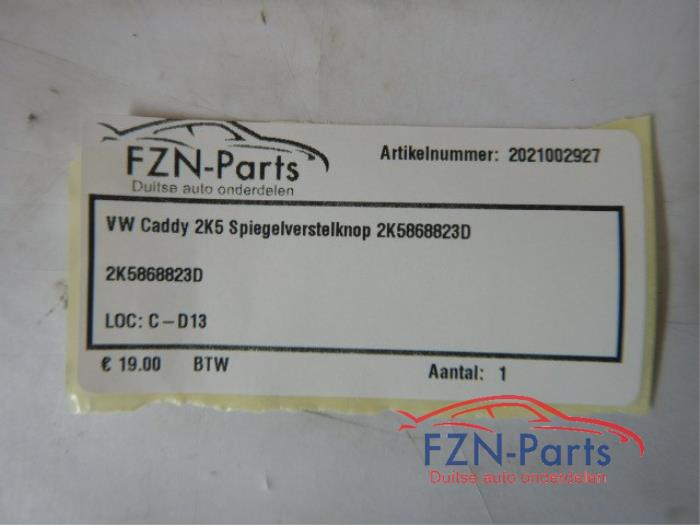 FZN-Parts
Duitse auto onderdelen
Artikelnummer: 2021002927
VW Caddy 2K5 Spiegelverstelknop 2K5868823D
2K5868823D
LOC: C-D13
€ 19.00 BTW
Aantal: 1
FZN-Parts
Duitse auto onderdelen